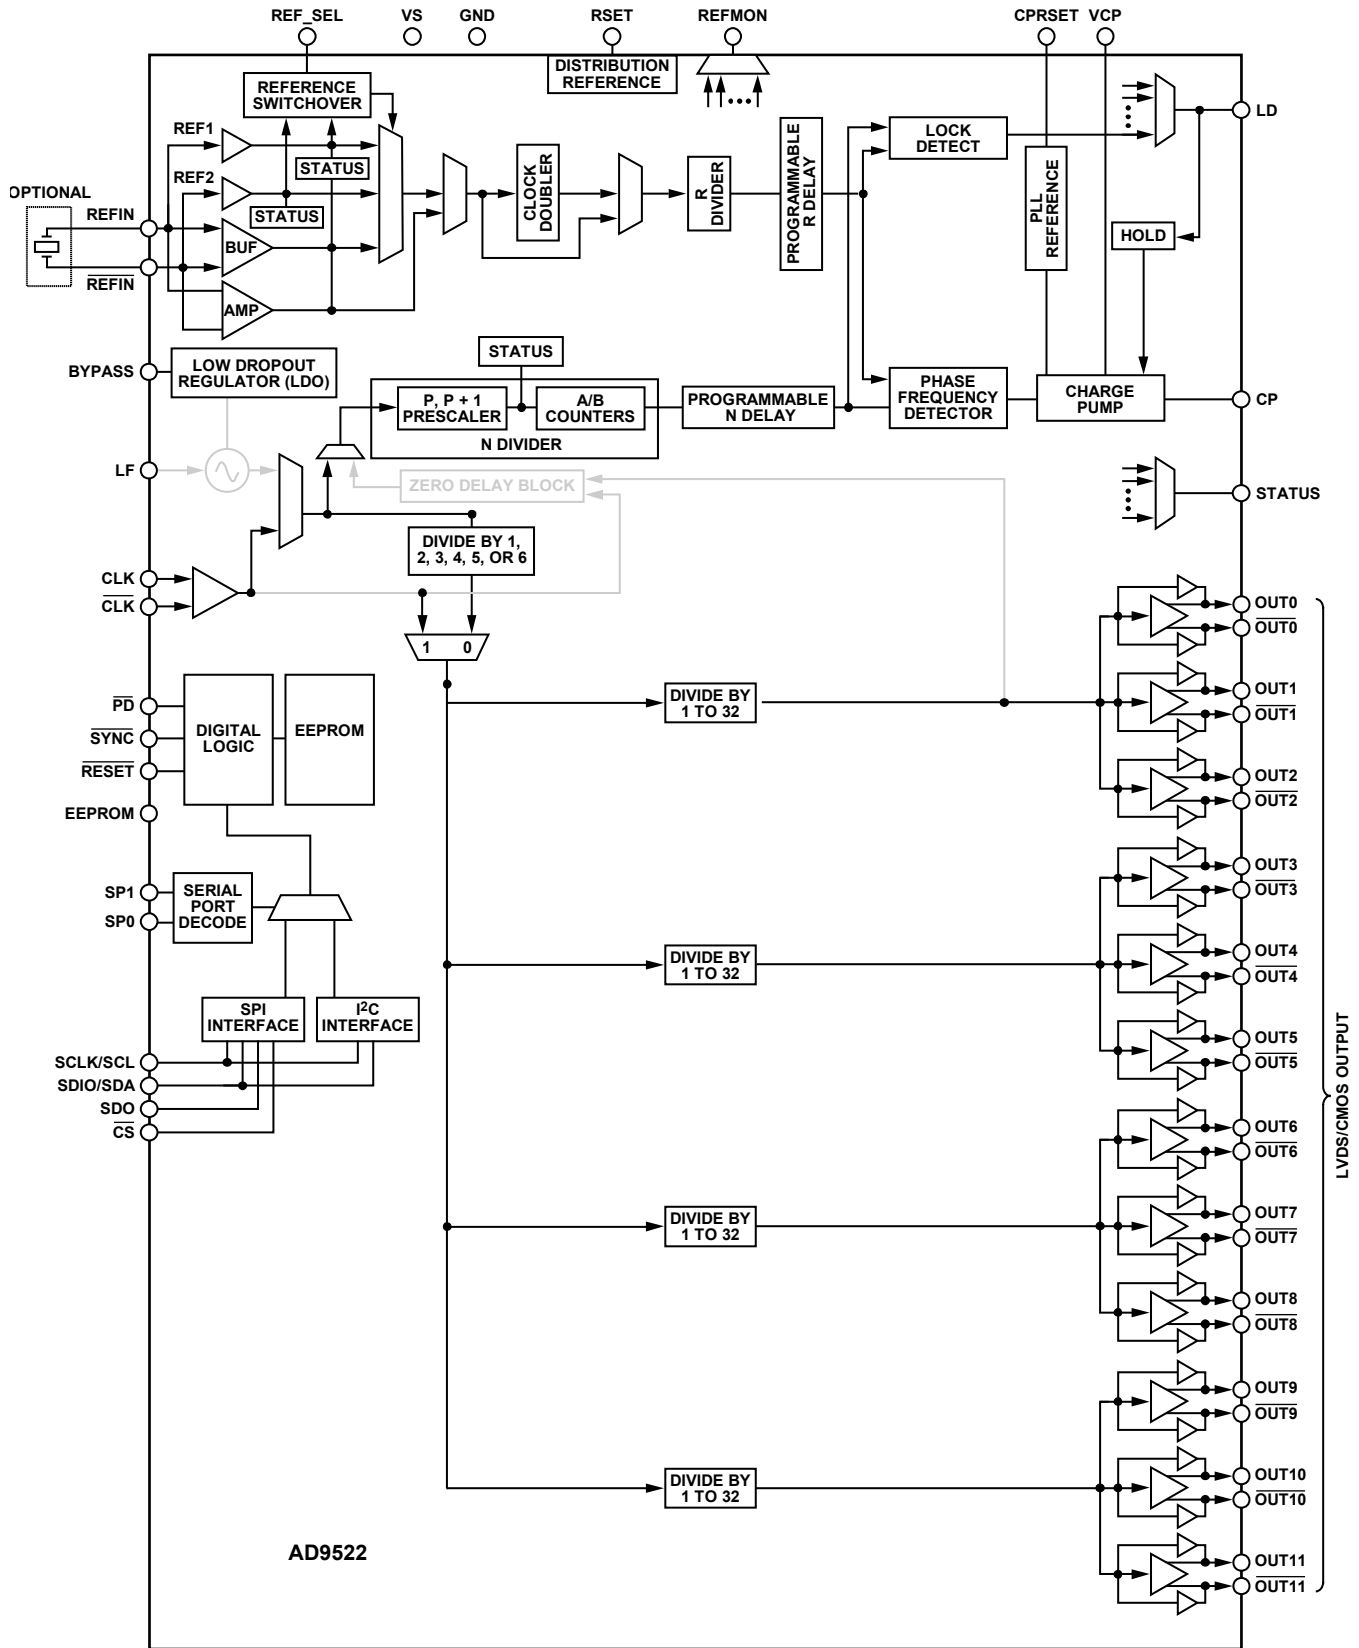 REF_SEL
VS
GND
RSET
REFMON
CPRSET
VCP
REFERENCE
SWITCHOVER
DISTRIBUTION
REFERENCE
REF1
STATUS
REF2
STATUS
OPTIONAL
REFIN
REFIN
BUF
AMP
CLOCK
DOUBLER
R
DIVIDER
PROGRAMMABLE
R DELAY
LOCK
DETECT
PLL
REFERENCE
LD
HOLD
BYPASS
LOW DROPOUT
REGULATOR (LDO)
STATUS
P, P + 1
PRESCALER
A/B
COUNTERS
N DIVIDER
PROGRAMMABLE
N DELAY
PHASE
FREQUENCY
DETECTOR
CHARGE
PUMP
CP
LF
ZERO DELAY BLOCK
STATUS
DIVIDE BY 1,
2, 3, 4, 5, OR 6
CLK
CLK
1 0
OUT0
OUT0
PD
SYNC
RESET
EEPROM
DIGITAL
LOGIC
EEPROM
DIVIDE BY
1 TO 32
OUT1
OUT1
OUT2
OUT2
SP1
SP0
SERIAL
PORT
DECODE
OUT3
OUT3
DIVIDE BY
1 TO 32
OUT4
OUT4
SPI
INTERFACE
I²C
INTERFACE
OUT5
OUT5
SCLK/SCL
SDIO/SDA
SDO
CS
LVDS/CMOS OUTPUT
OUT6
OUT6
DIVIDE BY
1 TO 32
OUT7
OUT7
OUT8
OUT8
OUT9
OUT9
DIVIDE BY
1 TO 32
OUT10
OUT10
AD9522
OUT11
OUT11